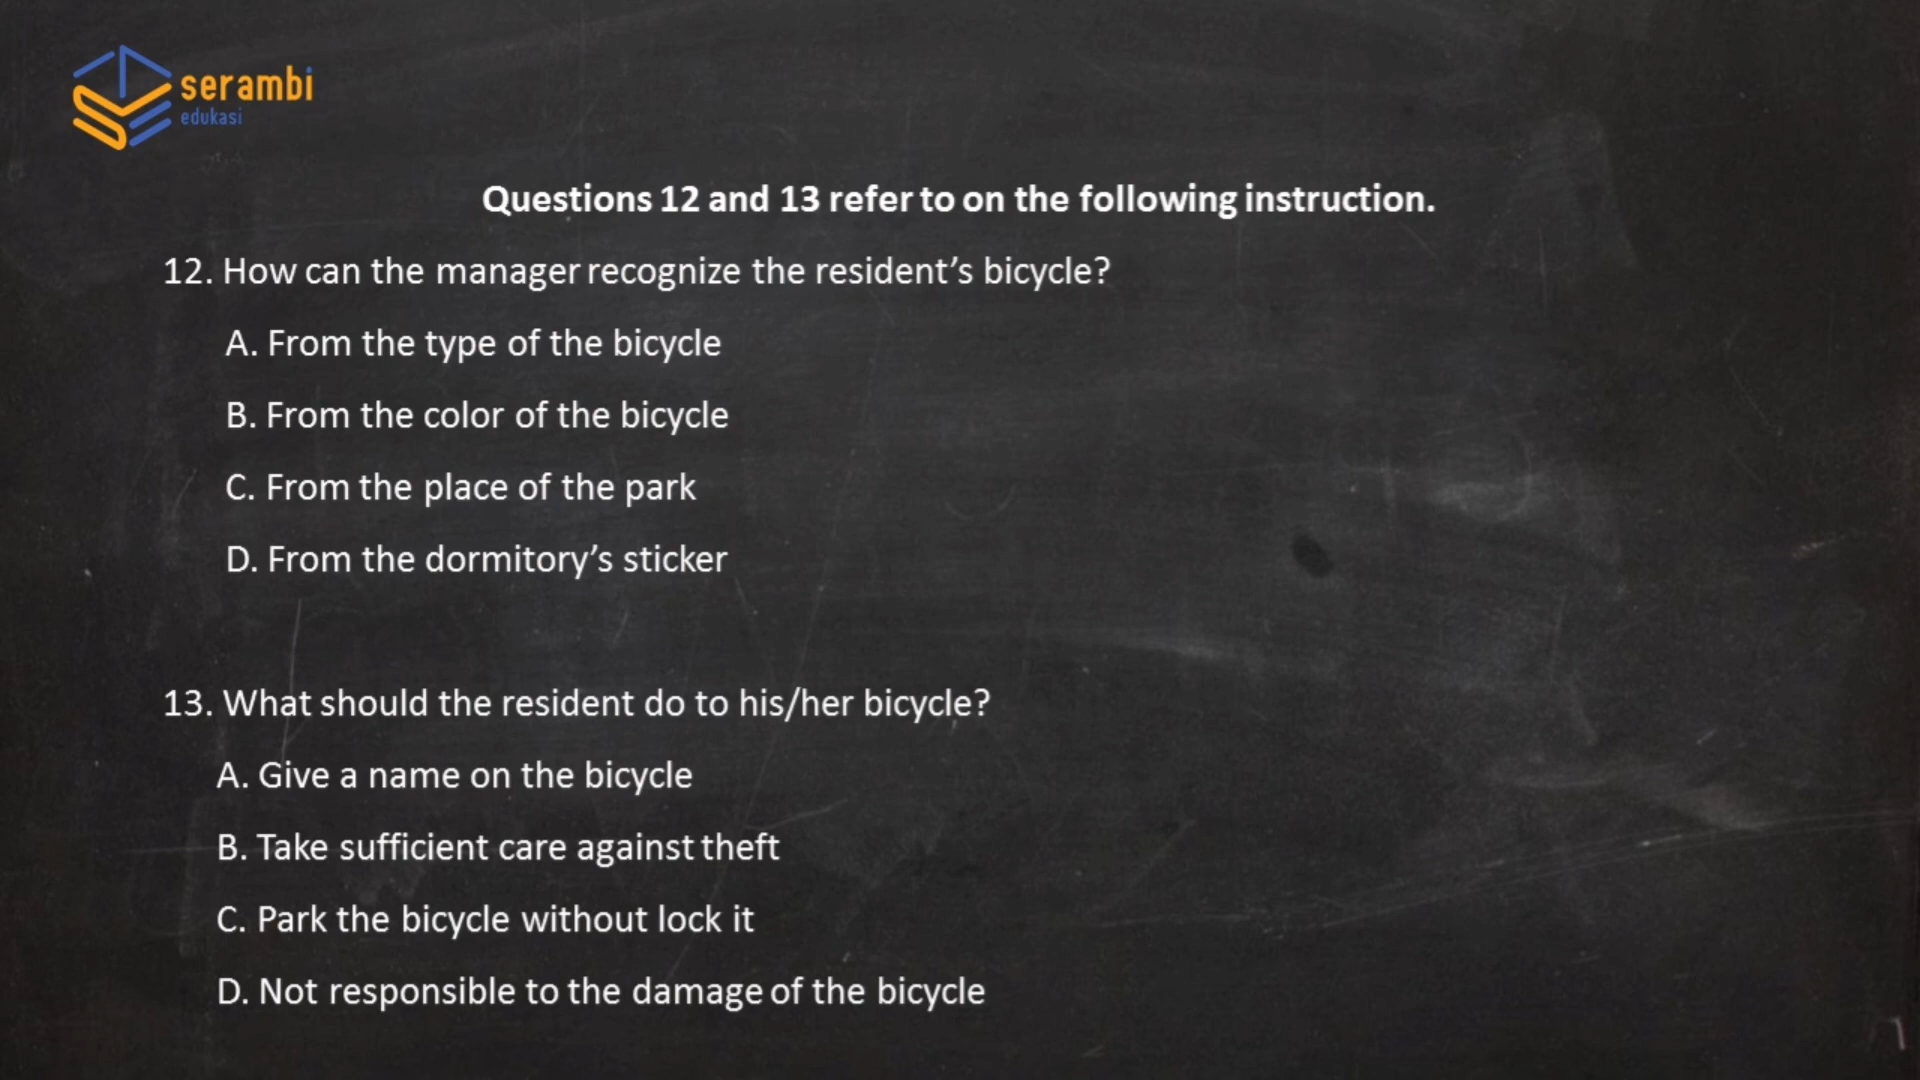 serambi
edukasi
Questions 12 and 13 refer to on the following instruction.
12. How can the manager recognize the resident’s bicycle?
A. From the type of the bicycle
B. From the color of the bicycle
C. From the place of the park
D. From the dormitory’s sticker
13. What should the resident do to his/her bicycle?
A. Give a name on the bicycle
B. Take sufficient care against theft
C. Park the bicycle without lock it
D. Not responsible to the damage of the bicycle